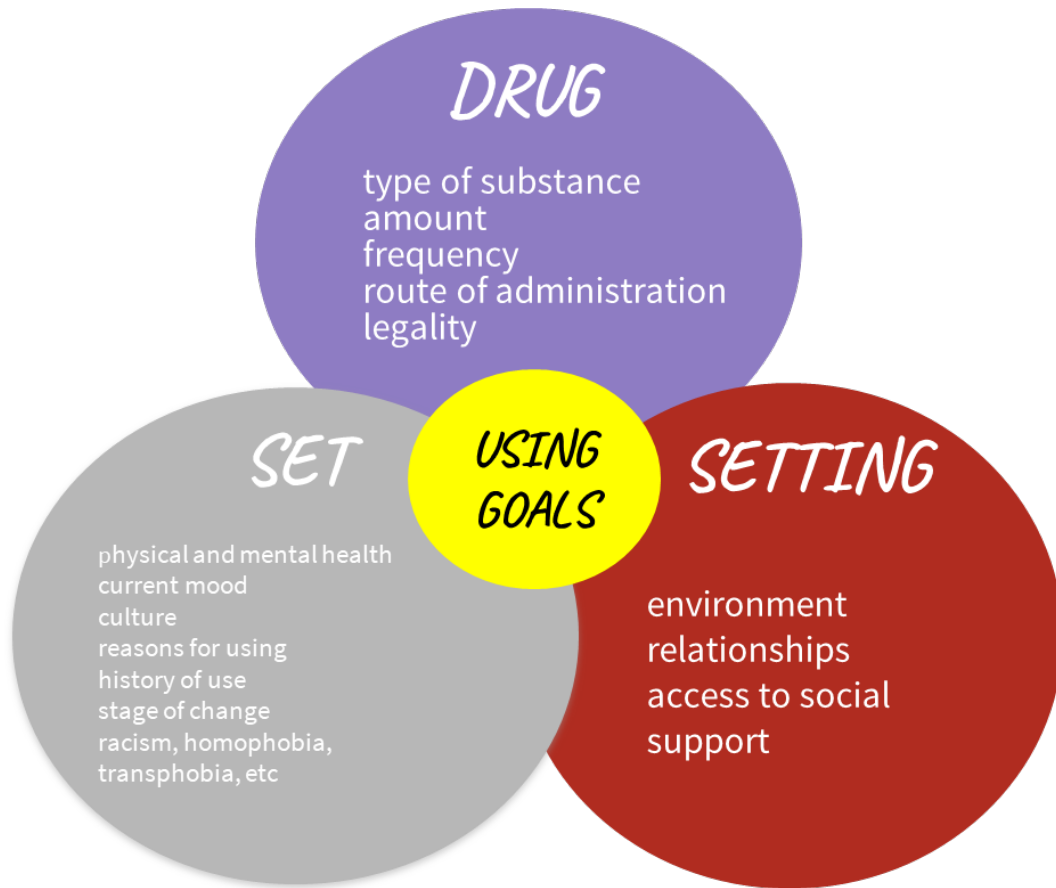 DRUG
type of substance
amount
frequency
route of administration
legality
USING
GOALS
SET
physical and mental health
current mood
culture
reasons for using
history of use
stage of change
racism, homophobia,
transphobia, etc
SETTING
environment
relationships
access to social
support